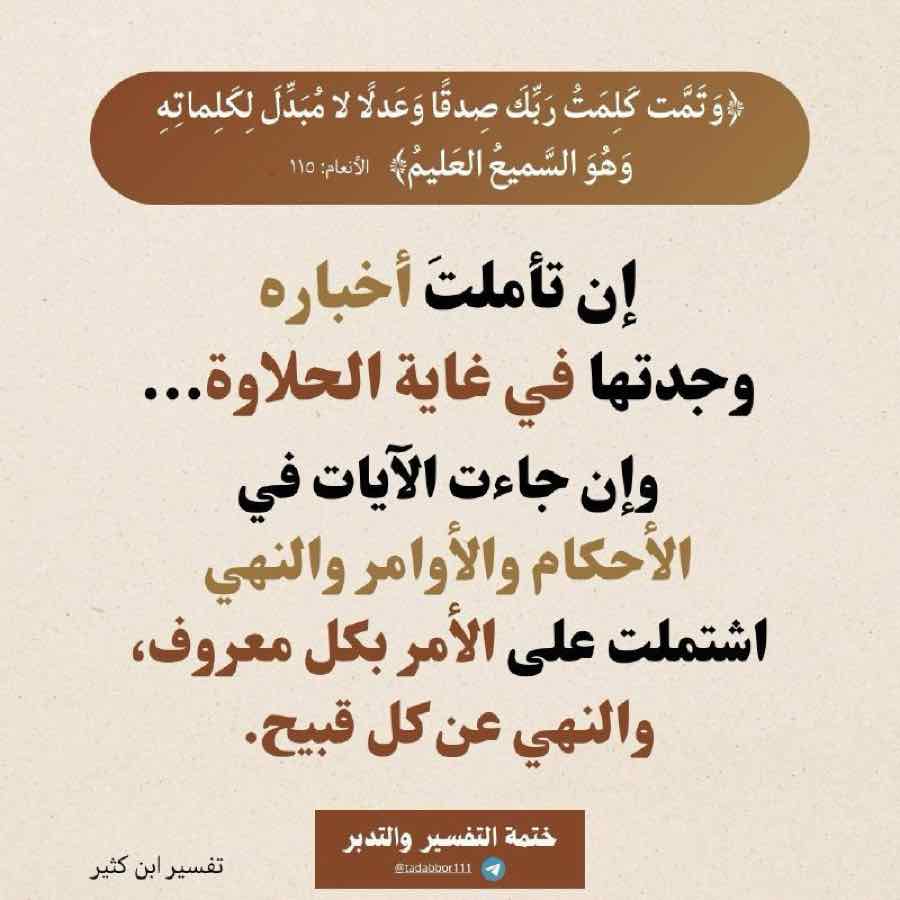 ﴿وَتَمَّت كَلِمَتُ رَبِّكَ صِدقًا وَعَدلًا لا مُبَدِّلَ لِكَلِماتِهِ
وَهُوَ السَّميعُ العَليمُ﴾ الأنعام: ١١٥
إن تأملتَ أخباره
وجدتها في غاية الحلاوة...
وإن جاءت الآيات في
الأحكام والأوامر والنهي
اشتملت على الأمر بكل معروف،
والنهي عن كل قبيح.
ختمة التفسير والتدبر
@tadabbor111
تفسير ابن كثير